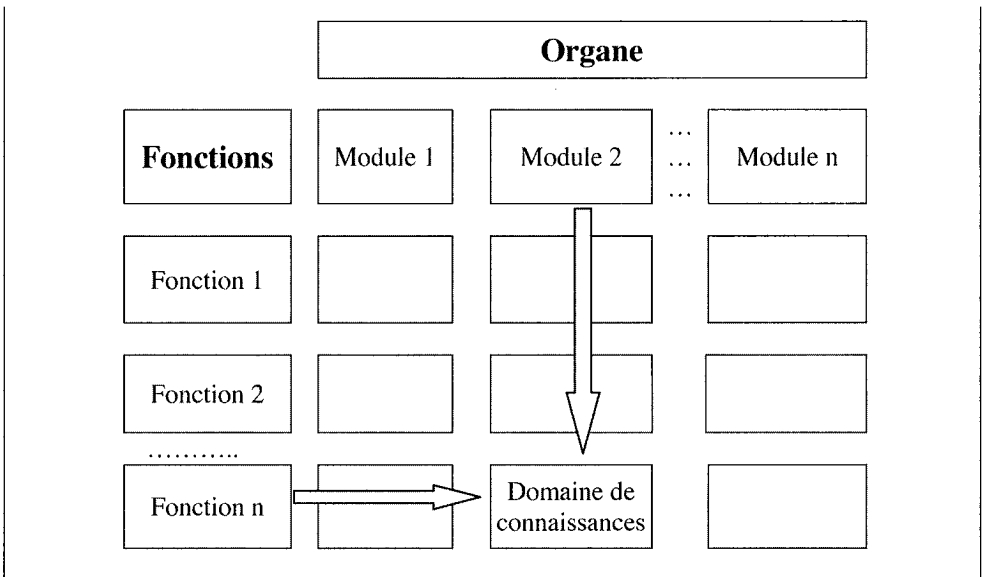 Organe
Fonctions
Module 1
Module 2
...
...
...
Module n
Fonction 1
Fonction 2
...........
Fonction n
Domaine de
connaissances